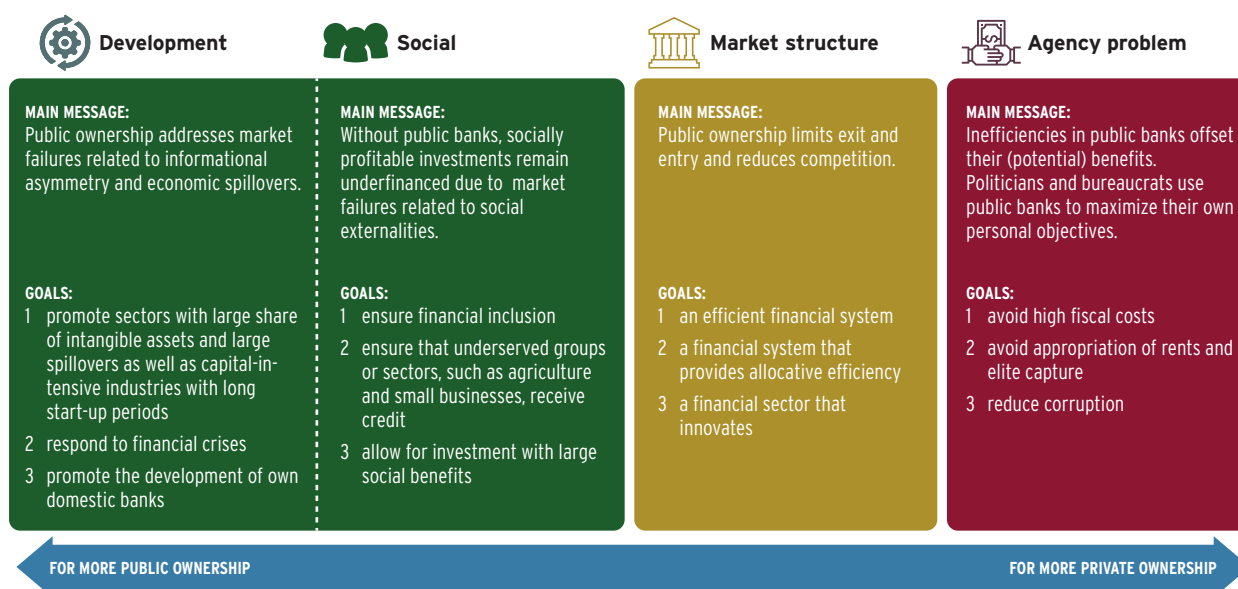 Development
MAIN MESSAGE:
Public ownership addresses market
failures related to informational
asymmetry and economic spillovers.
GOALS:
1 promote sectors with large share
of intangible assets and large
spillovers as well as capital-in-
tensive industries with long
start-up periods
2 respond to financial crises
3 promote the development of own
domestic banks
Social
MAIN MESSAGE:
Without public banks, socially
profitable investments remain
underfinanced due to market
failures related to social
externalities.
GOALS:
1 ensure financial inclusion
2 ensure that underserved groups
or sectors, such as agriculture
and small businesses, receive
credit
3 allow for investment with large
social benefits
Market structure
MAIN MESSAGE:
Public ownership limits exit and
entry and reduces competition.
GOALS:
1 an efficient financial system
2 a financial system that
provides allocative efficiency
3 a financial sector that
innovates
Agency problem
MAIN MESSAGE:
Inefficiencies in public banks offset
their (potential) benefits.
Politicians and bureaucrats use
public banks to maximize their own
personal objectives.
GOALS:
1 avoid high fiscal costs
2 avoid appropriation of rents and
elite capture
3 reduce corruption
FOR MORE PUBLIC OWNERSHIP
FOR MORE PRIVATE OWNERSHIP